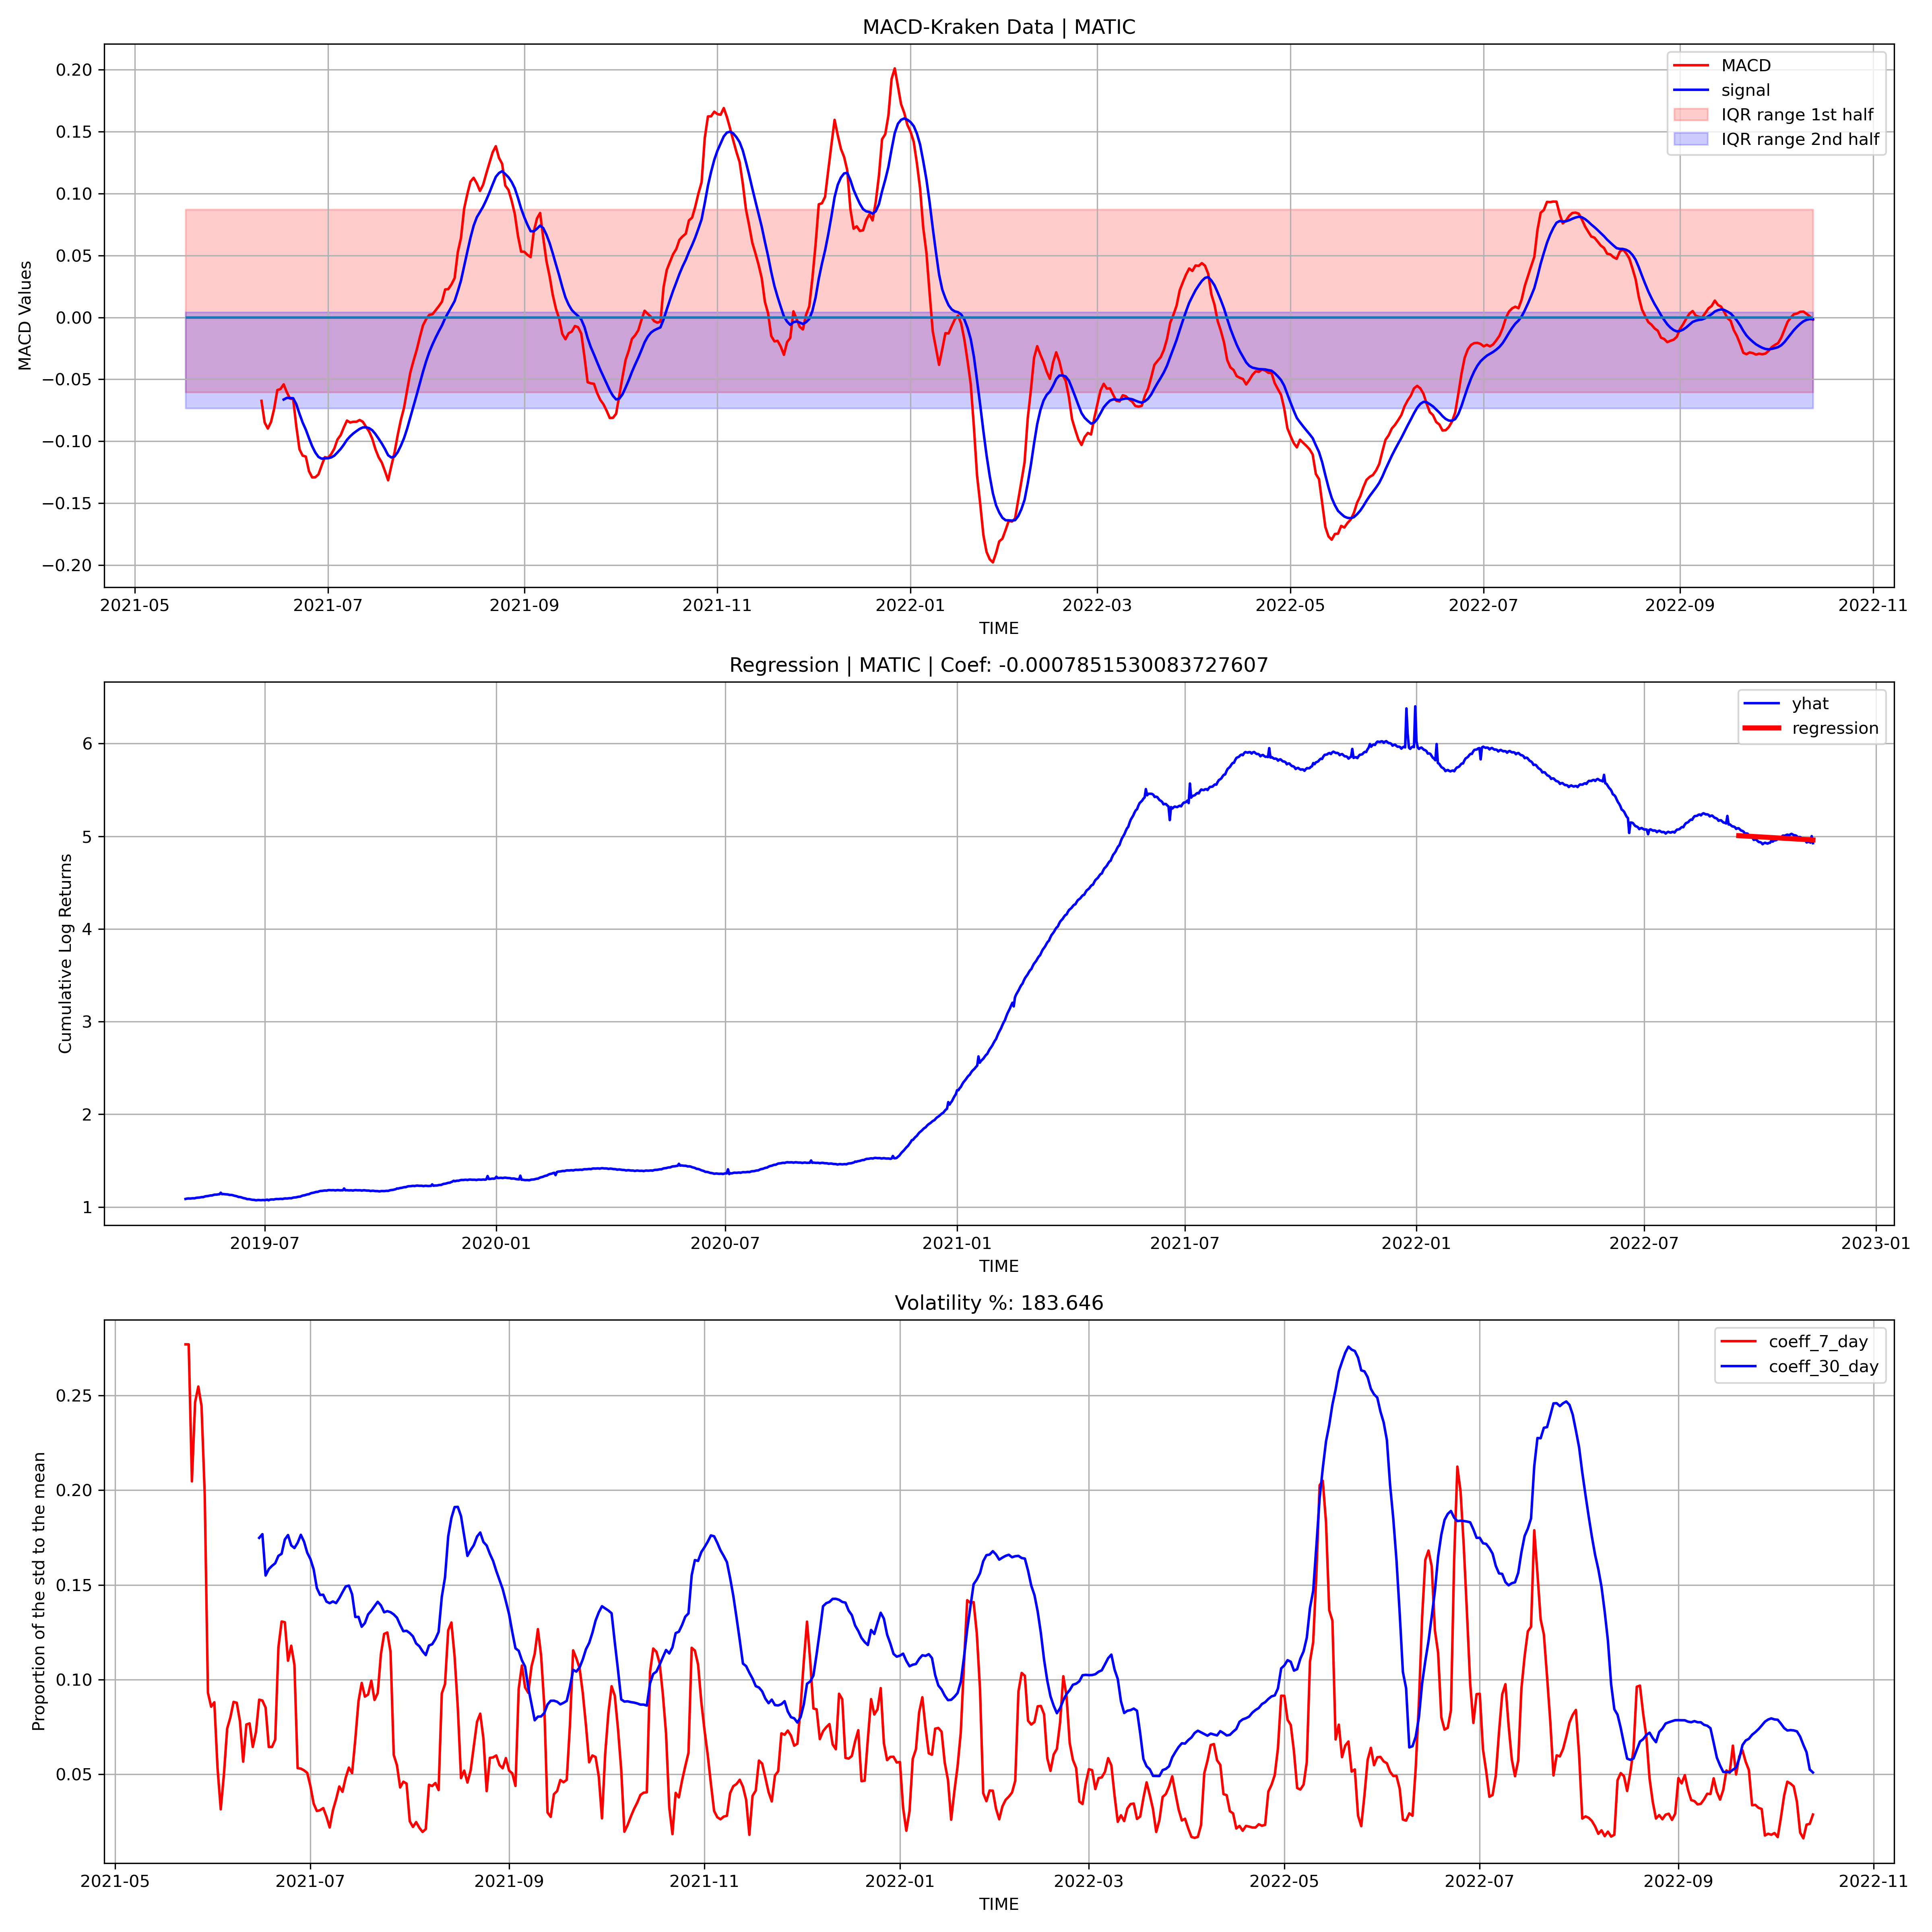 MACD-Kraken Data | MATIC
MACD Values
0.20
0.15
0.10
0.05
0.00
−0.05
−0.10
−0.15
−0.20
MACD
signal
IQR range 1st half
IQR range 2nd half
2021-05 2021-07 2021-09 2021-11 2022-01 2022-03 2022-05 2022-07 2022-09 2022-11
TIME
Regression | MATIC | Coef: -0.0007851530083727607
Cumulative Log Returns
6
5
4
3
2
1
yhat
regression
2019-07 2020-01 2020-07 2021-01 2021-07 2022-01 2022-07 2023-01
TIME
Volatility %: 183.646
Proportion of the std to the mean
0.25
0.20
0.15
0.10
0.05
coeff_7_day
coeff_30_day
2021-05 2021-07 2021-09 2021-11 2022-01 2022-03 2022-05 2022-07 2022-09 2022-11
TIME